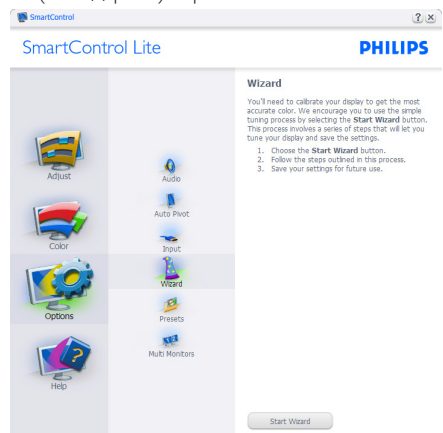 SmartControl
SmartControl Lite
PHILIPS
Adjust
Color
Options
Help
Audio
Auto Pivot
Input
Wizard
Presets
Multi Monitors
Wizard
You'll need to calibrate your display to get the most
accurate color. We encourage you to use the simple
tuning process by selecting the Start Wizard button.
This process involves a series of steps that will let you
tune your display and save the settings.
1. Choose the Start Wizard button.
2. Follow the steps outlined in this process.
3. Save your settings for future use.
Start Wizard